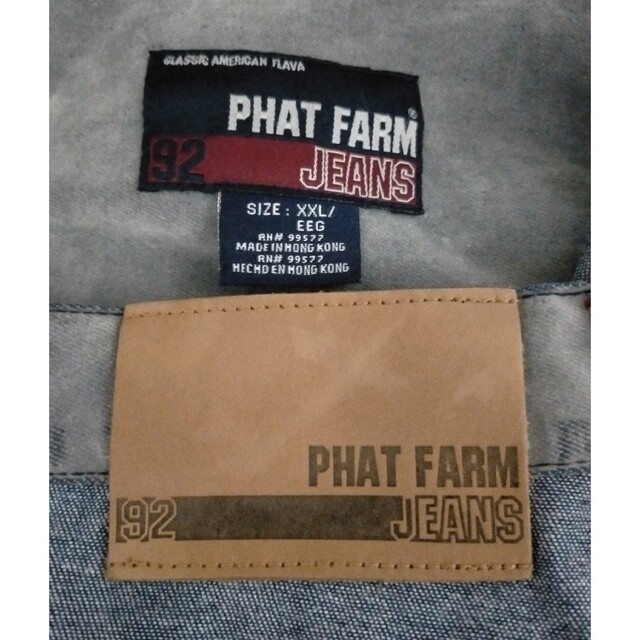 CLASSIC AMERICAN FLAVA
PHAT FARM®
92 JEANS
SIZE : XXL/
EEG
RN# 99577
MADE IN HONG KONG
RN# 99577
HECHO EN HONG KONG
PHAT FARM
92 JEANS